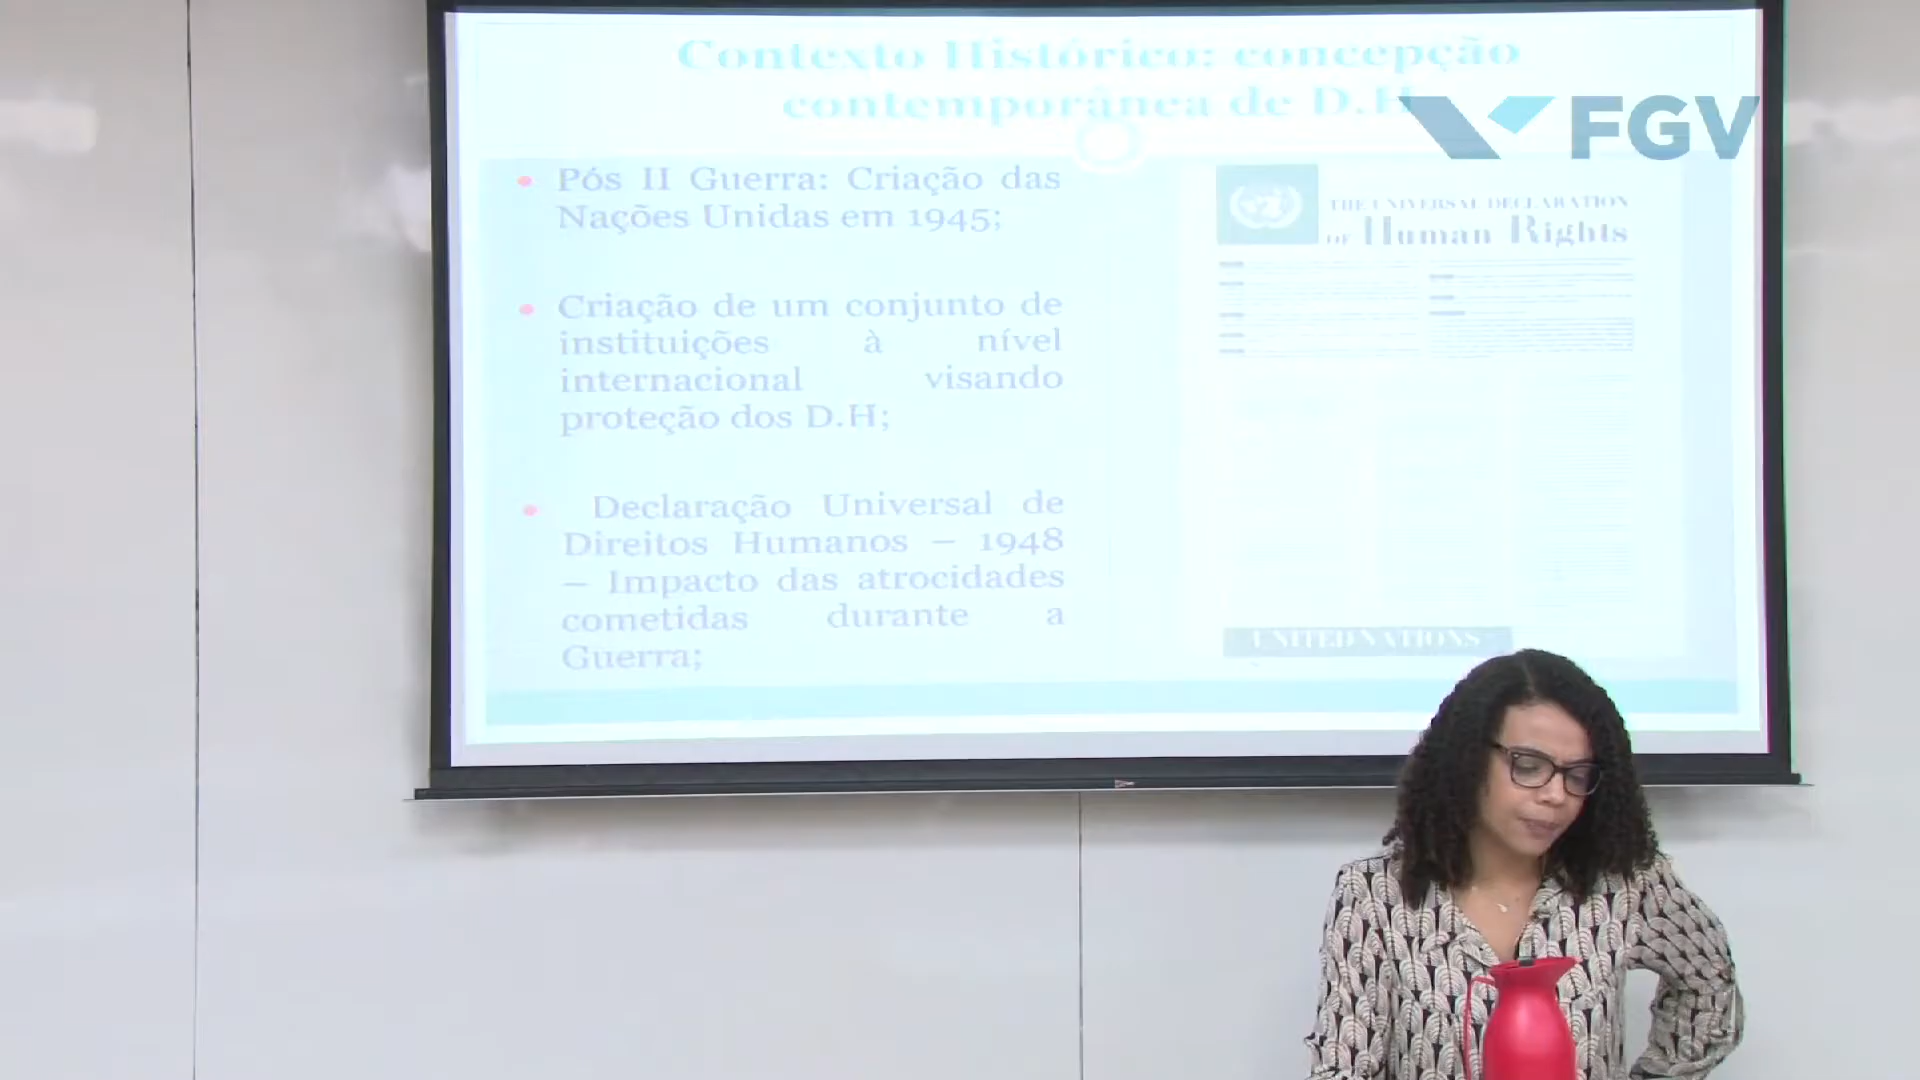 Contexto Histórico: concepção
contemporânea de D.H
FGV
Pós II Guerra: Criação das
Nações Unidas em 1945;
Criação de um conjunto de
instituições à nível
internacional visando
proteção dos D.H;
Declaração Universal de
Direitos Humanos – 1948
– Impacto das atrocidades
cometidas durante a
Guerra;
THE UNIVERSAL DECLARATION
OF Human Rights
UNITED NATIONS